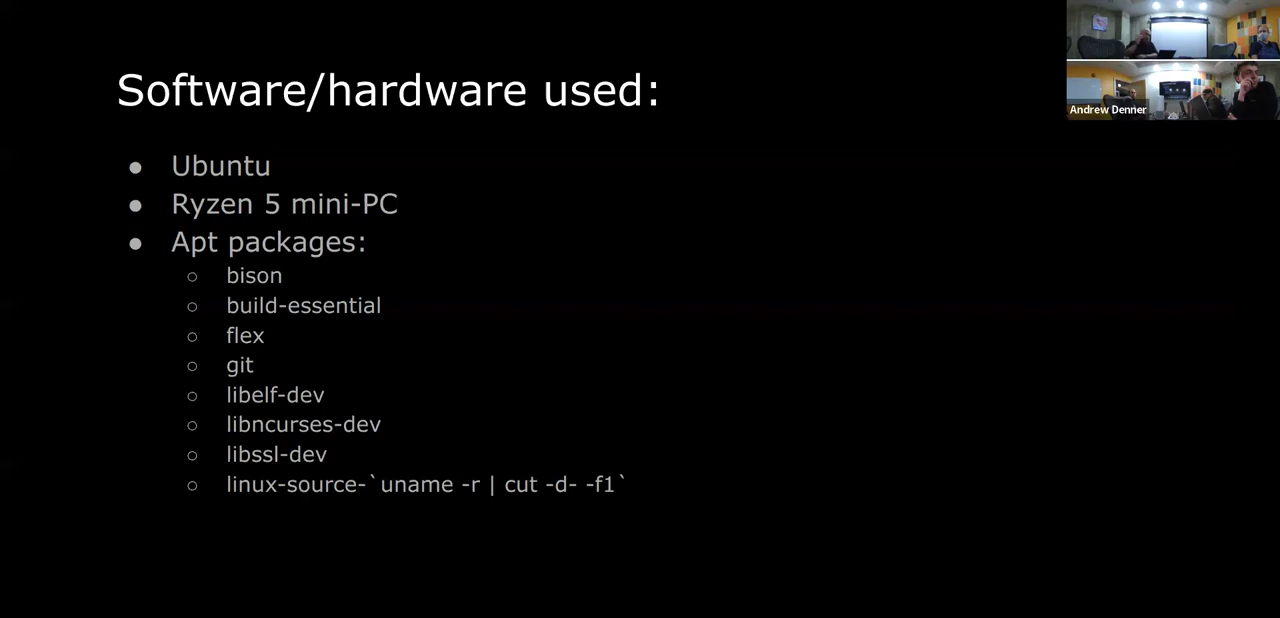 Software/hardware used:
● Ubuntu
● Ryzen 5 mini-PC
● Apt packages:
○ bison
○ build-essential
○ flex
○ git
○ libelf-dev
○ libncurses-dev
○ libssl-dev
○ linux-source-`uname -r | cut -d- -f1`
Andrew Denner